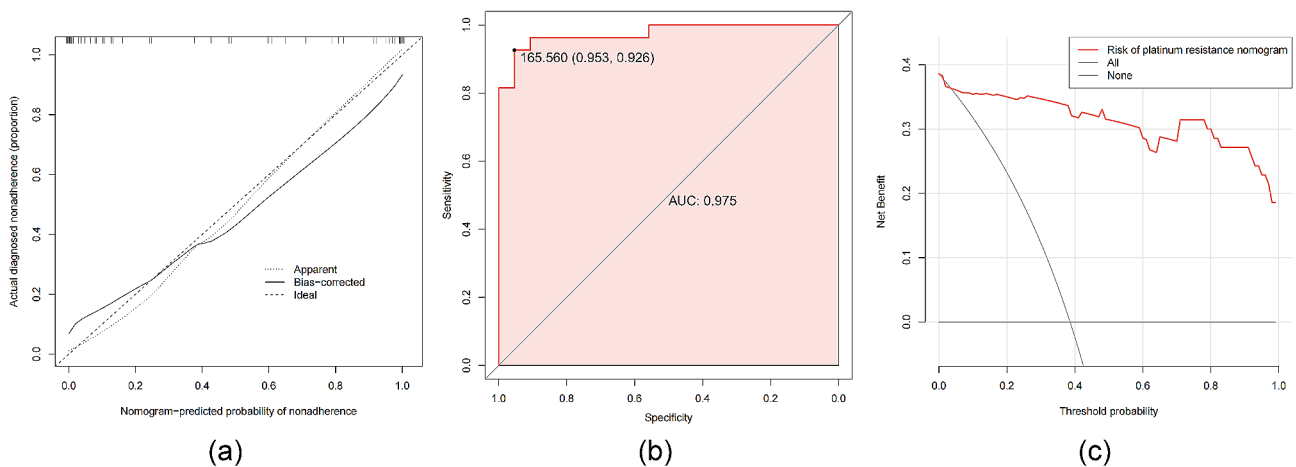 Actual diagnosed nonadherence (proportion)
1.0
0.8
0.6
0.4
0.2
0.0
Apparent
Bias−corrected
Ideal
0.0 0.2 0.4 0.6 0.8 1.0
Nomogram−predicted probability of nonadherence
(a)
Sensitivity
1.0
0.8
0.6
0.4
0.2
0.0
165.560 (0.953, 0.926)
AUC: 0.975
1.0 0.8 0.6 0.4 0.2 0.0
Specificity
(b)
Net Benefit
0.4
0.3
0.2
0.1
0.0
Risk of platinum resistance nomogram
All
None
0.0 0.2 0.4 0.6 0.8 1.0
Threshold probability
(c)